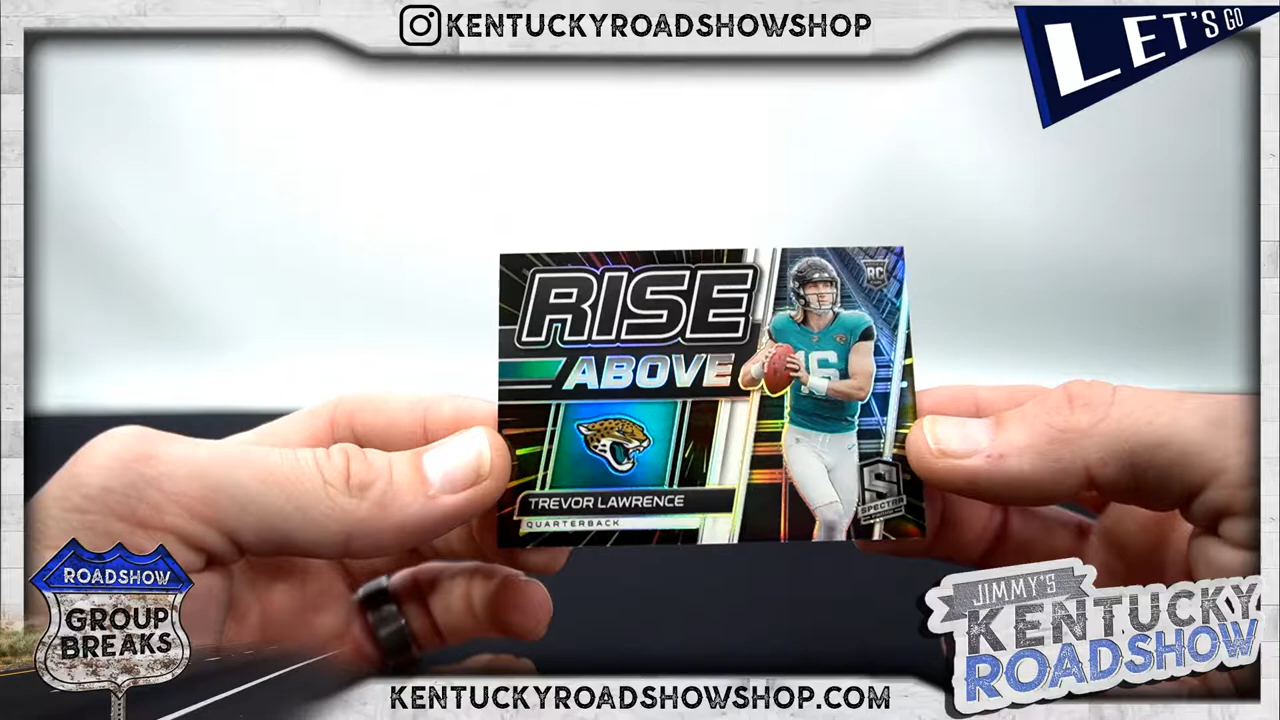 KENTUCKYROADSHOWSHOP
LET'S GO
RISE
ABOVE
RC
16
TREVOR LAWRENCE
QUARTERBACK
SPECTRA
ROADSHOW
GROUP
BREAKS
JIMMY'S
KENTUCKY
ROADSHOW
KENTUCKYROADSHOWSHOP.COM